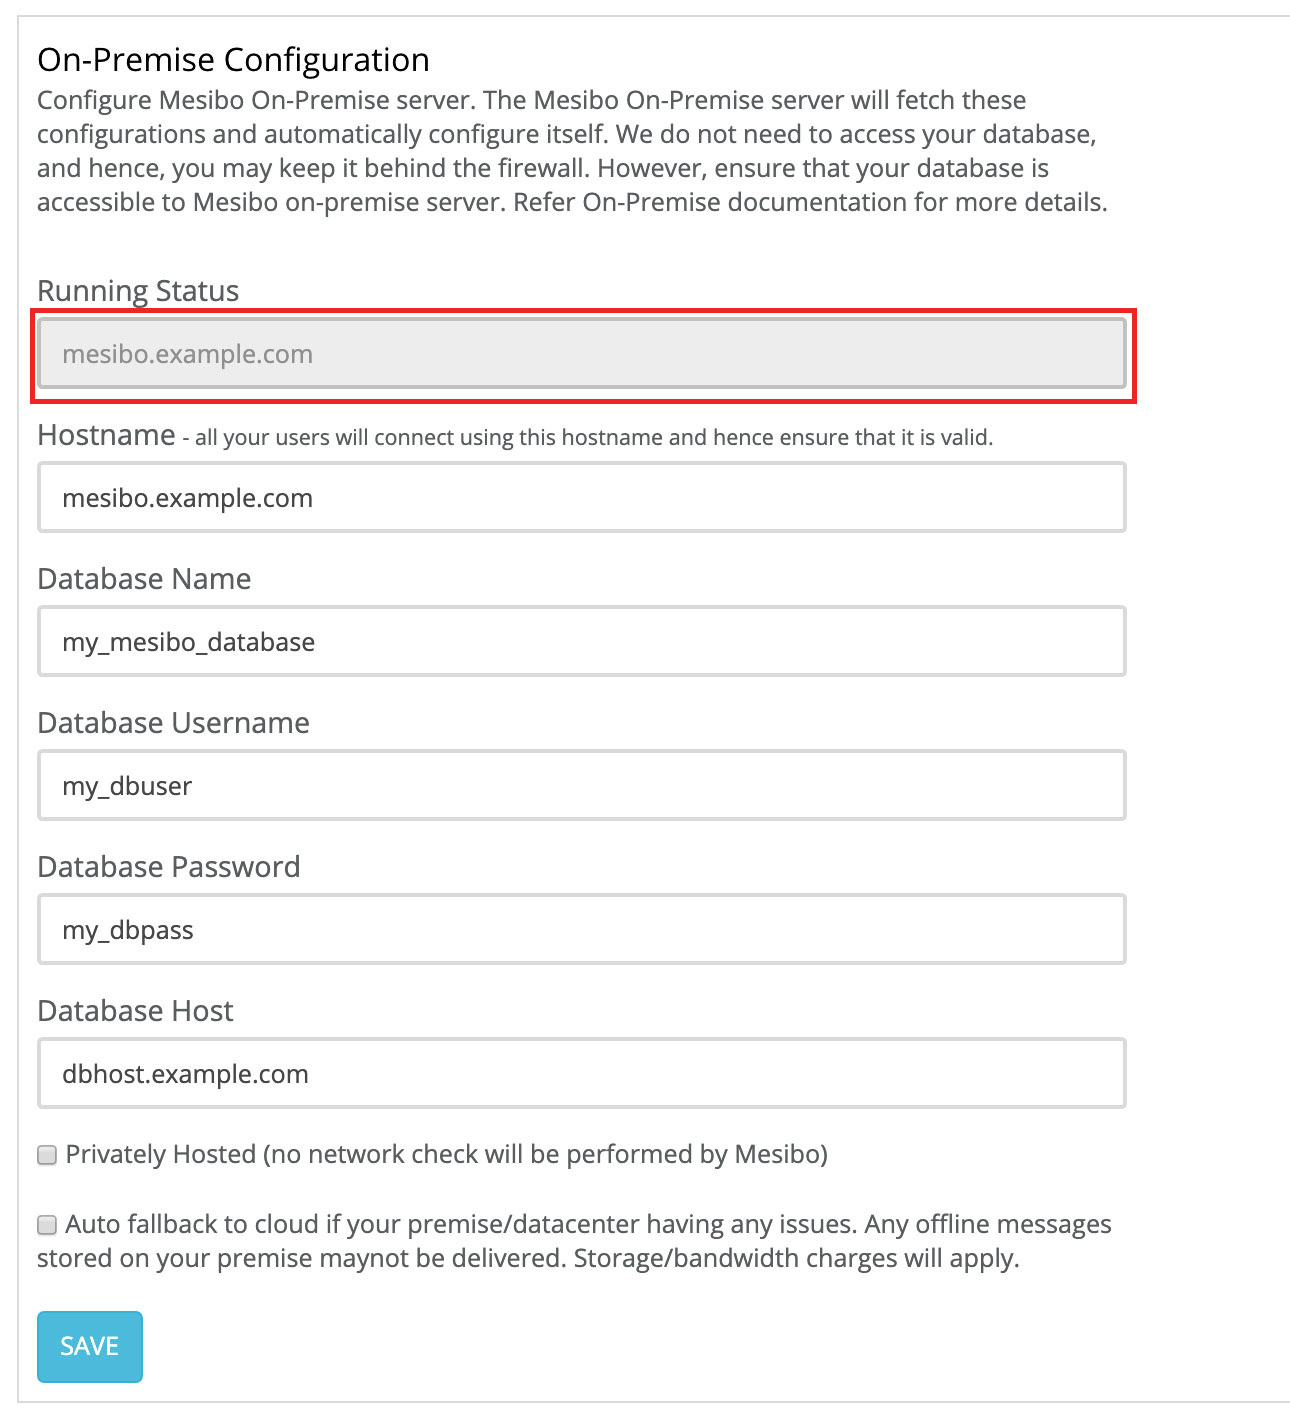 On-Premise Configuration
Configure Mesibo On-Premise server. The Mesibo On-Premise server will fetch these
configurations and automatically configure itself. We do not need to access your database,
and hence, you may keep it behind the firewall. However, ensure that your database is
accessible to Mesibo on-premise server. Refer On-Premise documentation for more details.
Running Status
mesibo.example.com
Hostname - all your users will connect using this hostname and hence ensure that it is valid.
mesibo.example.com
Database Name
my_mesibo_database
Database Username
my_dbuser
Database Password
my_dbpass
Database Host
dbhost.example.com
Privately Hosted (no network check will be performed by Mesibo)
Auto fallback to cloud if your premise/datacenter having any issues. Any offline messages
stored on your premise maynot be delivered. Storage/bandwidth charges will apply.
SAVE